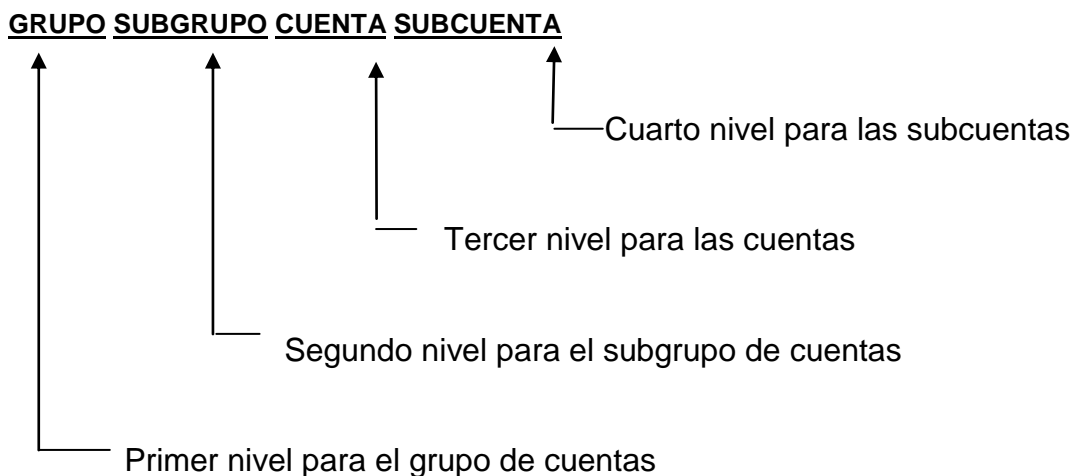 GRUPO SUBGRUPO CUENTA SUBCUENTA
Cuarto nivel para las subcuentas
Tercer nivel para las cuentas
Segundo nivel para el subgrupo de cuentas
Primer nivel para el grupo de cuentas